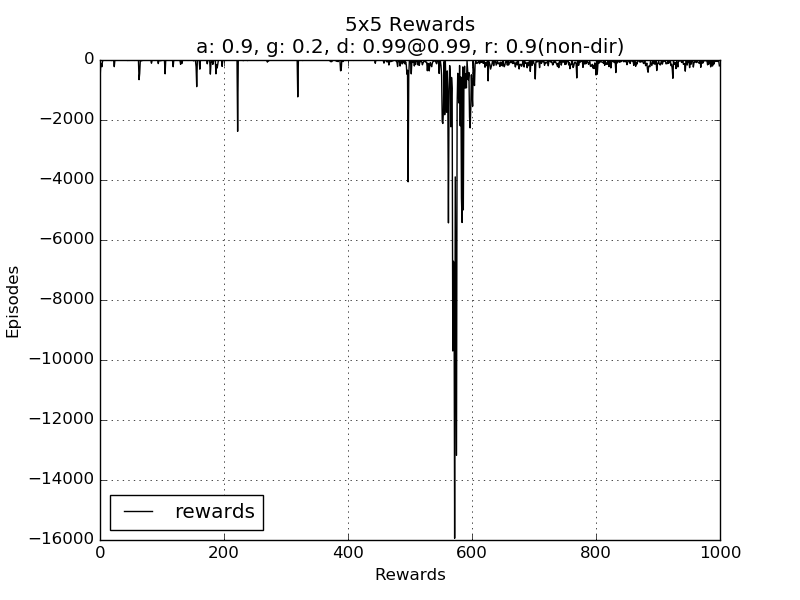 5x5 Rewards
a: 0.9, g: 0.2, d: 0.99@0.99, r: 0.9(non-dir)
0
−2000
−4000
−6000
−8000
−10000
−12000
−14000
−16000
Episodes
rewards
0 200 400 600 800 1000
Rewards